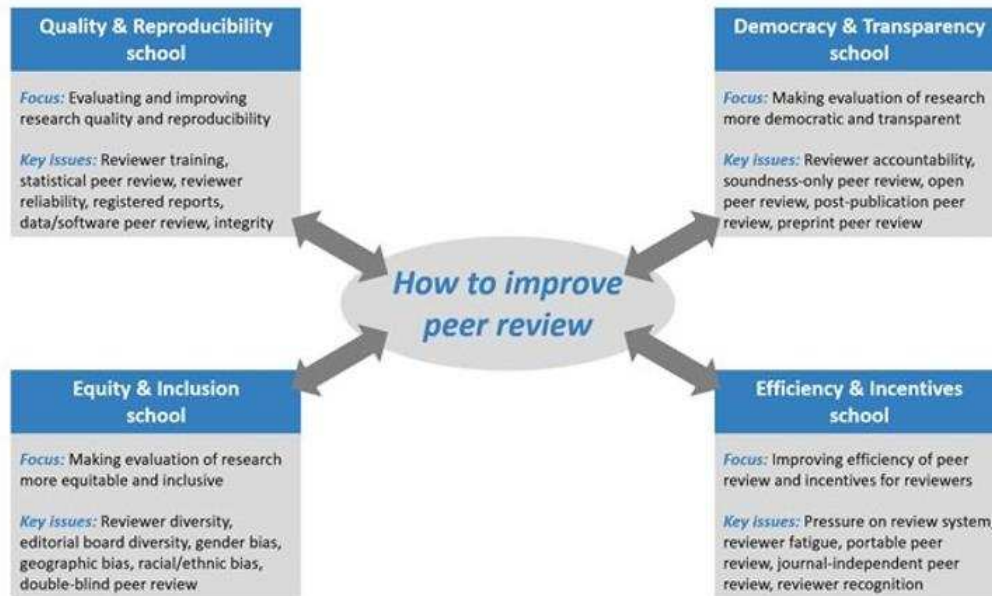 Quality & Reproducibility
school
Focus: Evaluating and improving
research quality and reproducibility
Key issues: Reviewer training,
statistical peer review, reviewer
reliability, registered reports,
data/software peer review, integrity
Democracy & Transparency
school
Focus: Making evaluation of research
more democratic and transparent
Key issues: Reviewer accountability,
soundness-only peer review, open
peer review, post-publication peer
review, preprint peer review
How to improve
peer review
Equity & Inclusion
school
Focus: Making evaluation of research
more equitable and inclusive
Key issues: Reviewer diversity,
editorial board diversity, gender bias,
geographic bias, racial/ethnic bias,
double-blind peer review
Efficiency & Incentives
school
Focus: Improving efficiency of peer
review and incentives for reviewers
Key issues: Pressure on review system,
reviewer fatigue, portable peer
review, journal-independent peer
review, reviewer recognition